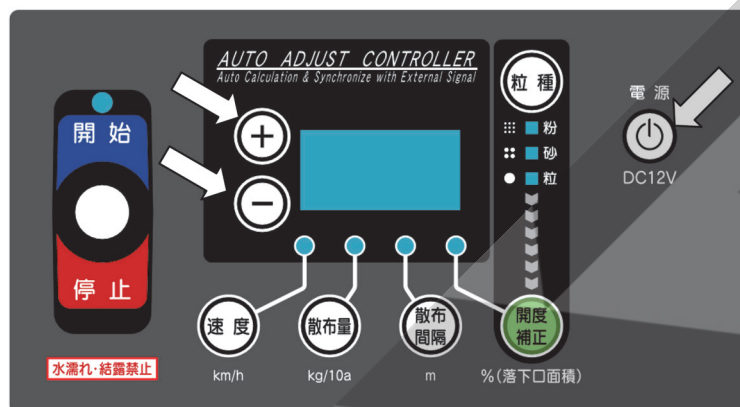 AUTO ADJUST CONTROLLER
Auto Calculation & Synchronize with External Signal
開始
停止
水濡れ・結露禁止
+
−
粒種
粉
砂
粒
電源
DC12V
速度
km/h
散布量
kg/10a
散布
間隔
m
開度
補正
%(落下口面積)